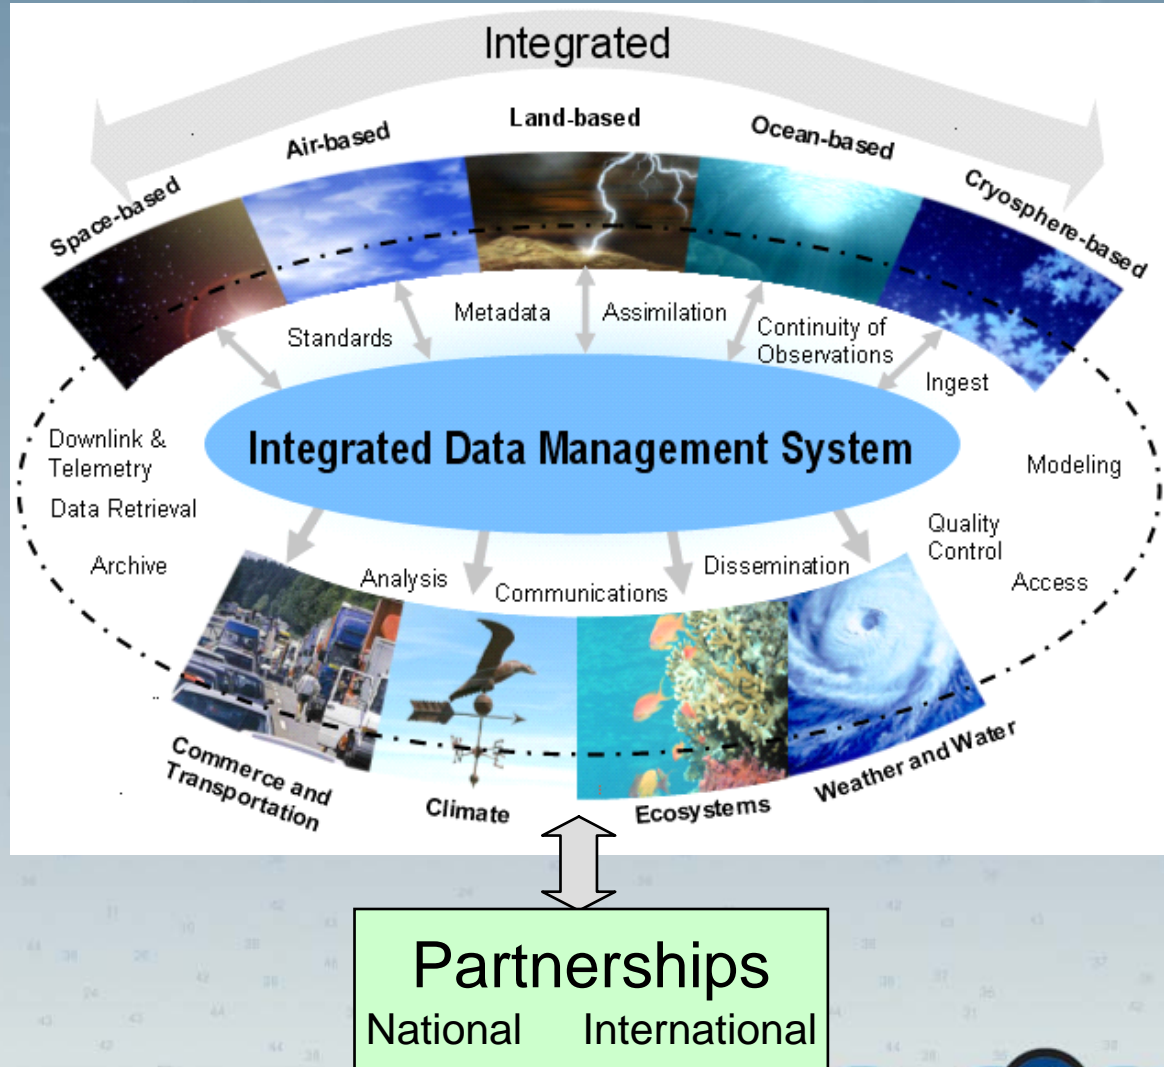 Integrated
Land-based
Air-based
Ocean-based
Space-based
Cryosphere-based
Metadata
Assimilation
Standards
Continuity of
Observations
Ingest
Integrated Data Management System
Downlink &
Telemetry
Data Retrieval
Archive
Modeling
Quality
Control
Access
Analysis
Communications
Dissemination
Commerce and
Transportation
Climate
Ecosystems
Weather and Water
Partnerships
National International